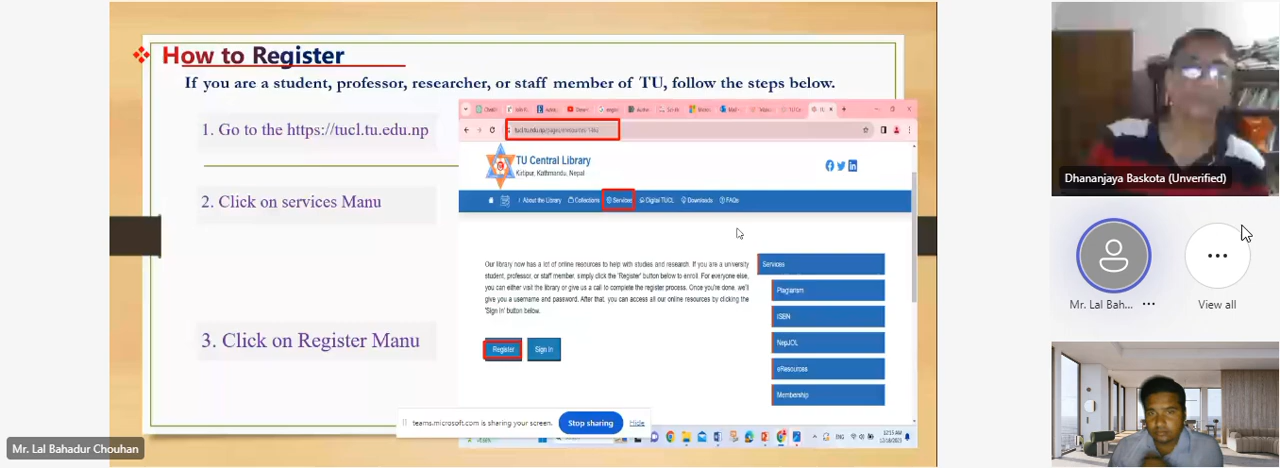 How to Register
If you are a student, professor, researcher, or staff member of TU, follow the steps below.
1. Go to the https://tucl.tu.edu.np
2. Click on services Manu
3. Click on Register Manu
TU Central Library
Kirtipur, Kathmandu, Nepal
About the Library Collections Services Digital TUCL Downloads FAQs
Our library now has a lot of online resources to help with studies and research. If you are a university
student, professor, or staff member, simply click the 'Register' button below to enroll. For everyone else,
you can either visit the library or give us a call to complete the register process. Once you're done, we'll
give you a username and password. After that, you can access all our online resources by clicking the
'Sign in' button below.
Register Sign In
Services
Plagiarism
ISBN
NepJOL
eResources
Membership
teams.microsoft.com is sharing your screen. Stop sharing Hide
12:15 AM
Mr. Lal Bahadur Chouhan
Dhananjaya Baskota (Unverified)
Mr. Lal Bah... ...
View all